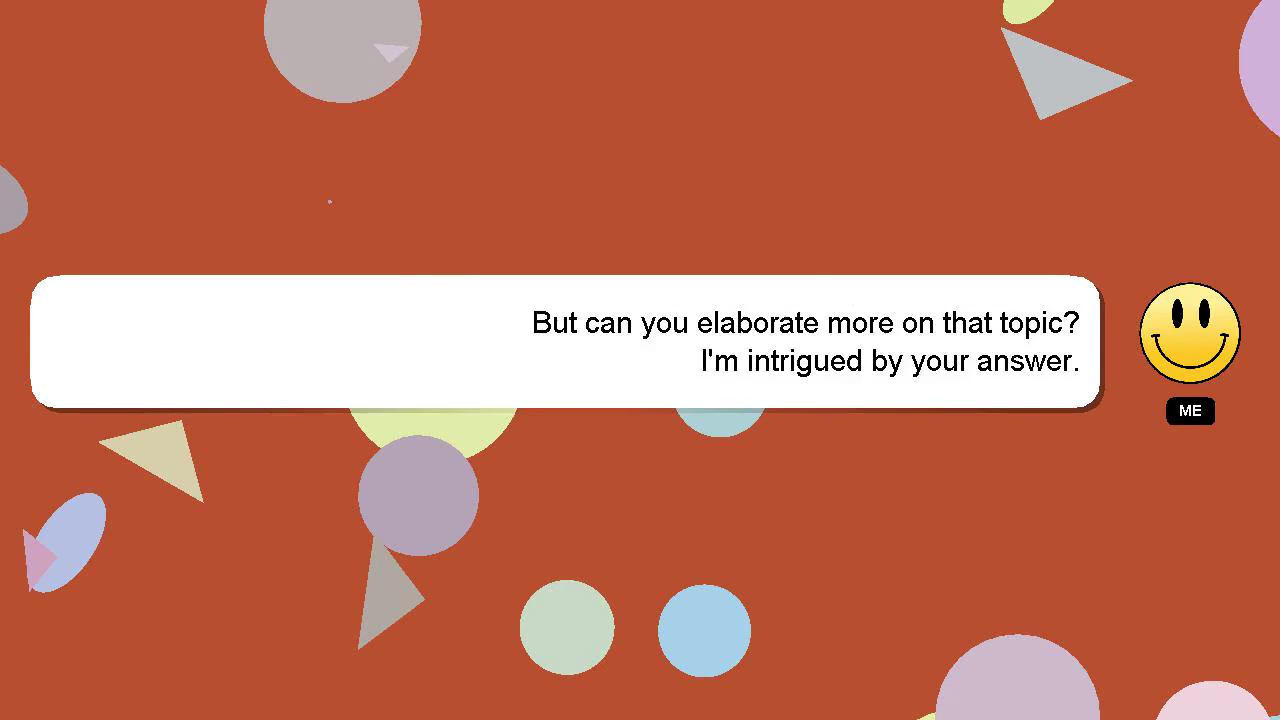 But can you elaborate more on that topic?
I'm intrigued by your answer.
ME